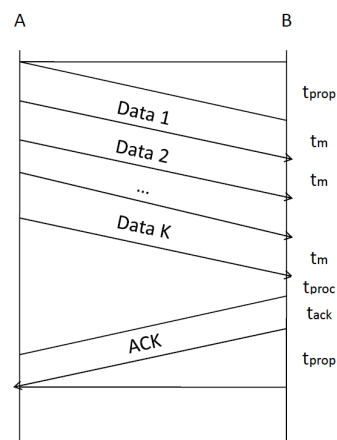 A B
tprop
Data 1
tm
Data 2
tm
...
Data K
tm
tproc
tack
ACK
tprop